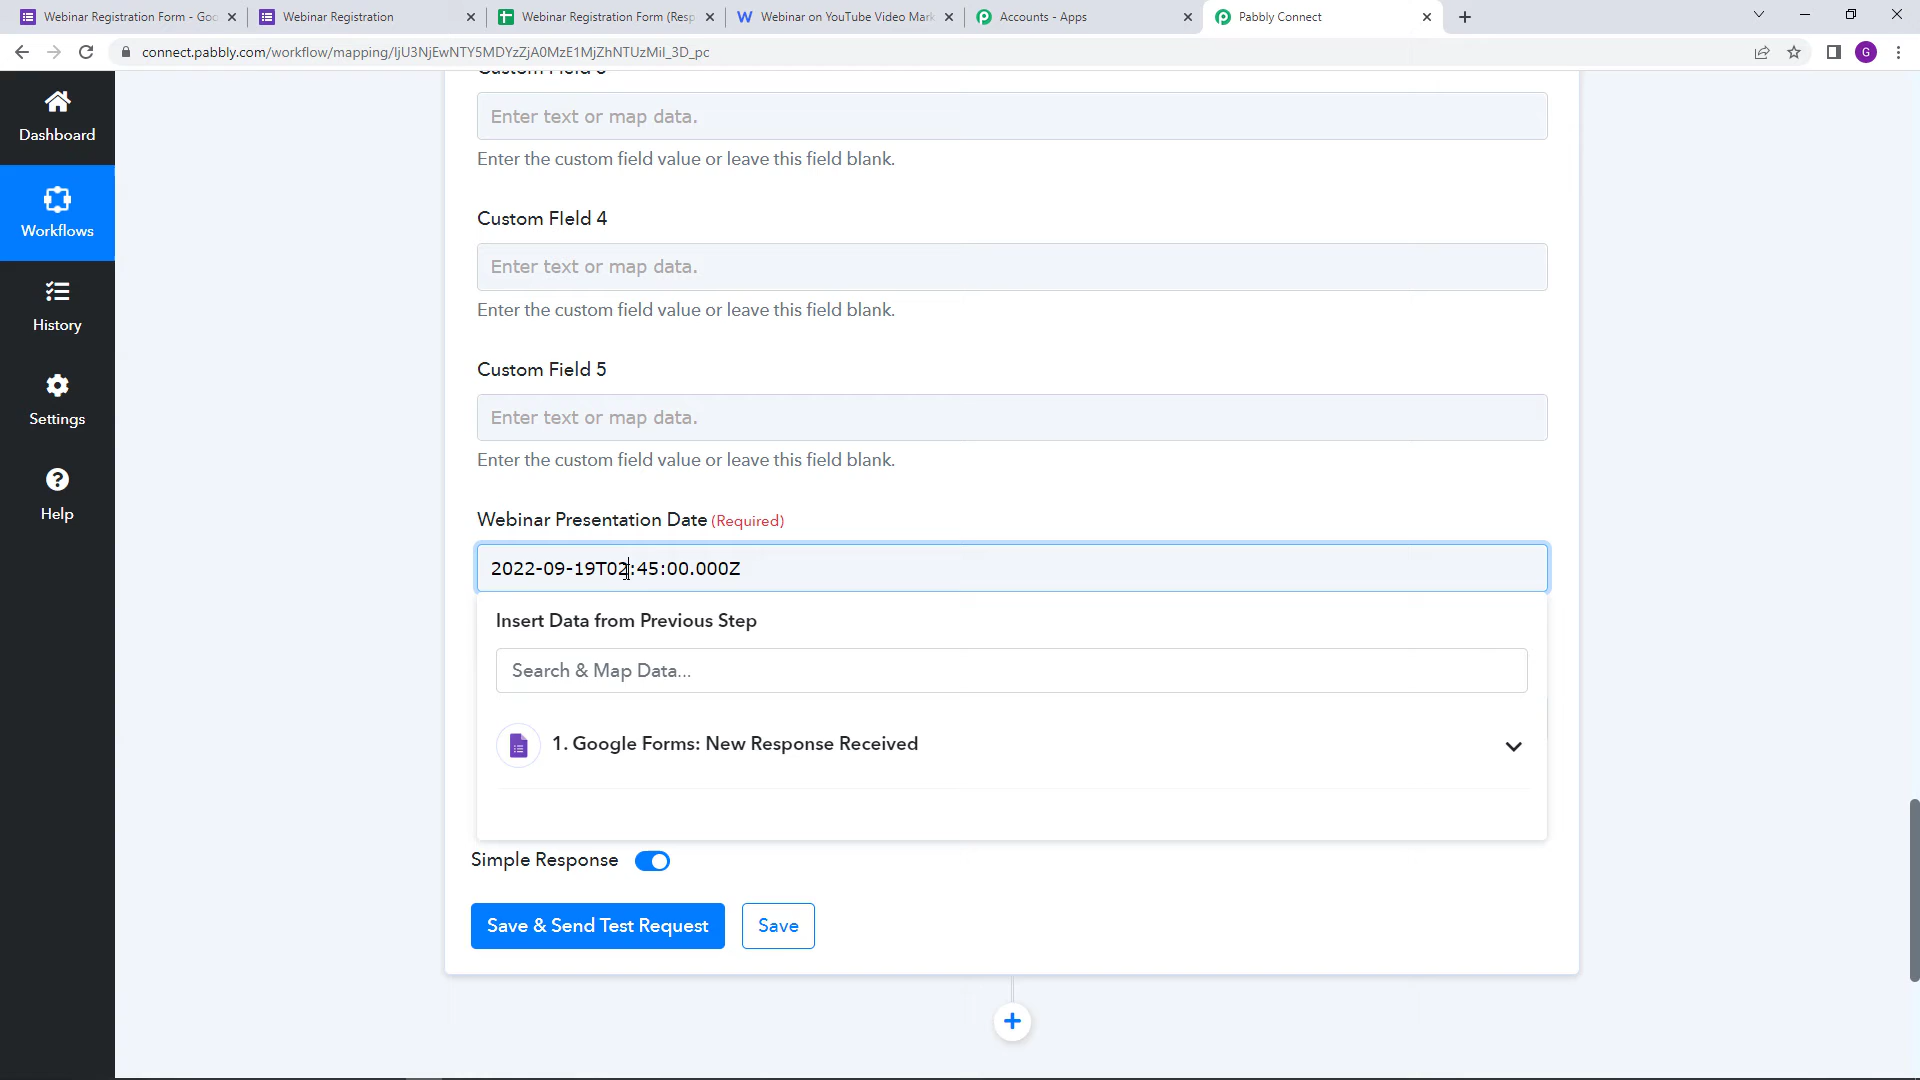 Webinar Registration Form - Goo
Webinar Registration
Webinar Registration Form (Resp
Webinar on YouTube Video Mark
Accounts - Apps
Pabbly Connect
connect.pabbly.com/workflow/mapping/IjU3NjEwNTY5MDYzZjA0MzE1MjZhNTUzMiI_3D_pc
G
Dashboard
Workflows
History
Settings
Help
Enter text or map data.
Enter the custom field value or leave this field blank.
Custom FIeld 4
Enter text or map data.
Enter the custom field value or leave this field blank.
Custom Field 5
Enter text or map data.
Enter the custom field value or leave this field blank.
Webinar Presentation Date (Required)
2022-09-19T02:45:00.000Z
Insert Data from Previous Step
Search & Map Data...
1. Google Forms: New Response Received
Simple Response
Save & Send Test Request
Save